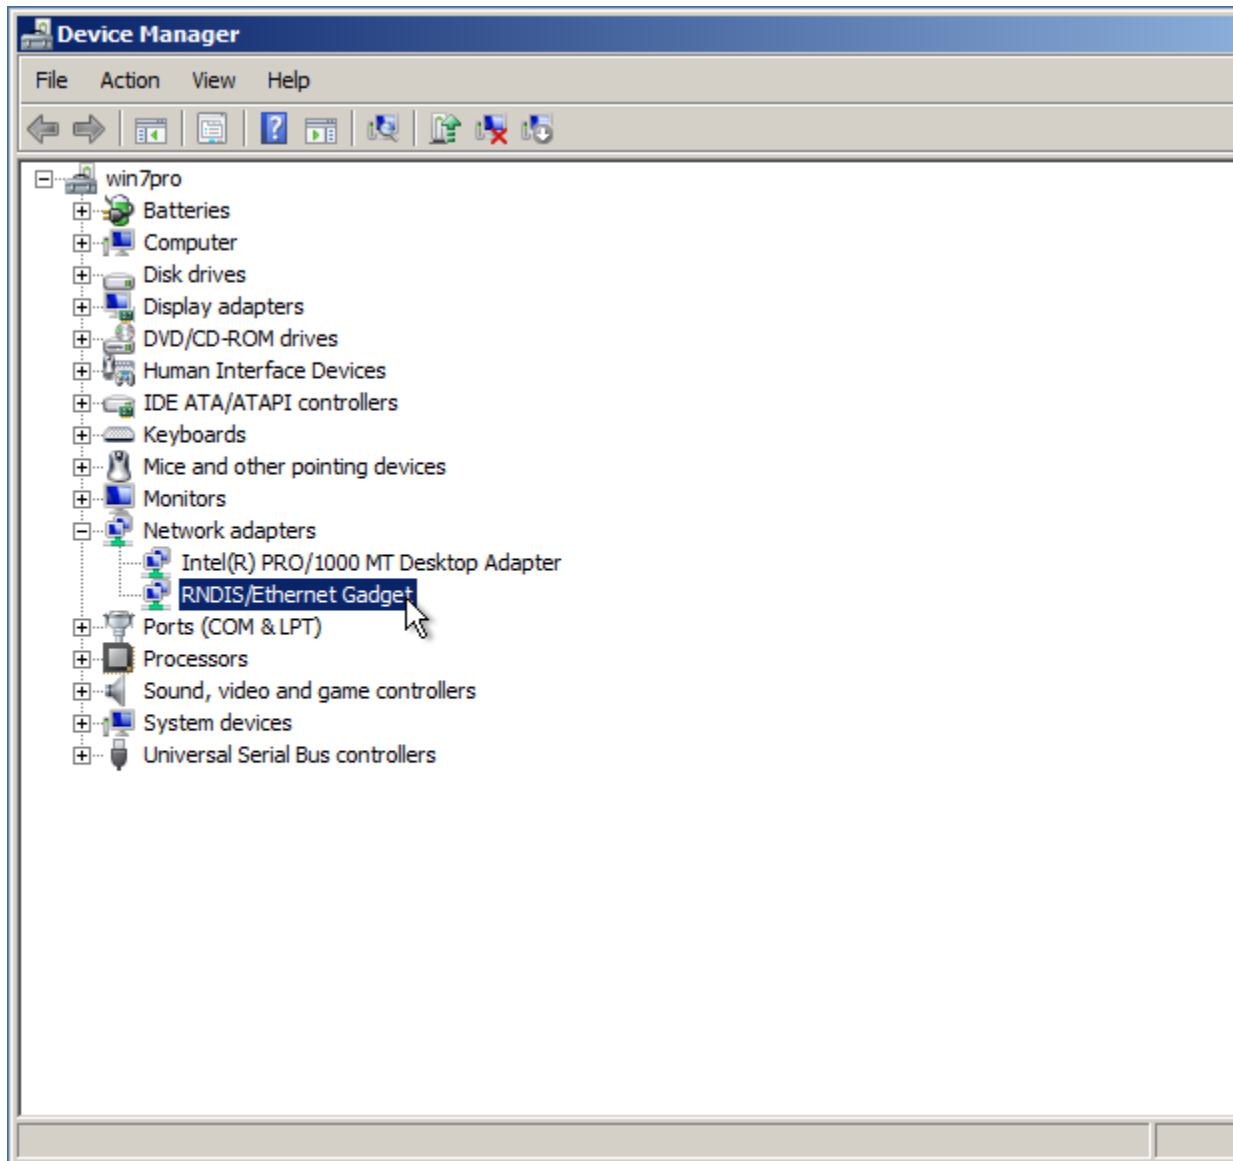 Device Manager
File Action View Help
win7pro
Batteries
Computer
Disk drives
Display adapters
DVD/CD-ROM drives
Human Interface Devices
IDE ATA/ATAPI controllers
Keyboards
Mice and other pointing devices
Monitors
Network adapters
Intel(R) PRO/1000 MT Desktop Adapter
RNDIS/Ethernet Gadget
Ports (COM & LPT)
Processors
Sound, video and game controllers
System devices
Universal Serial Bus controllers